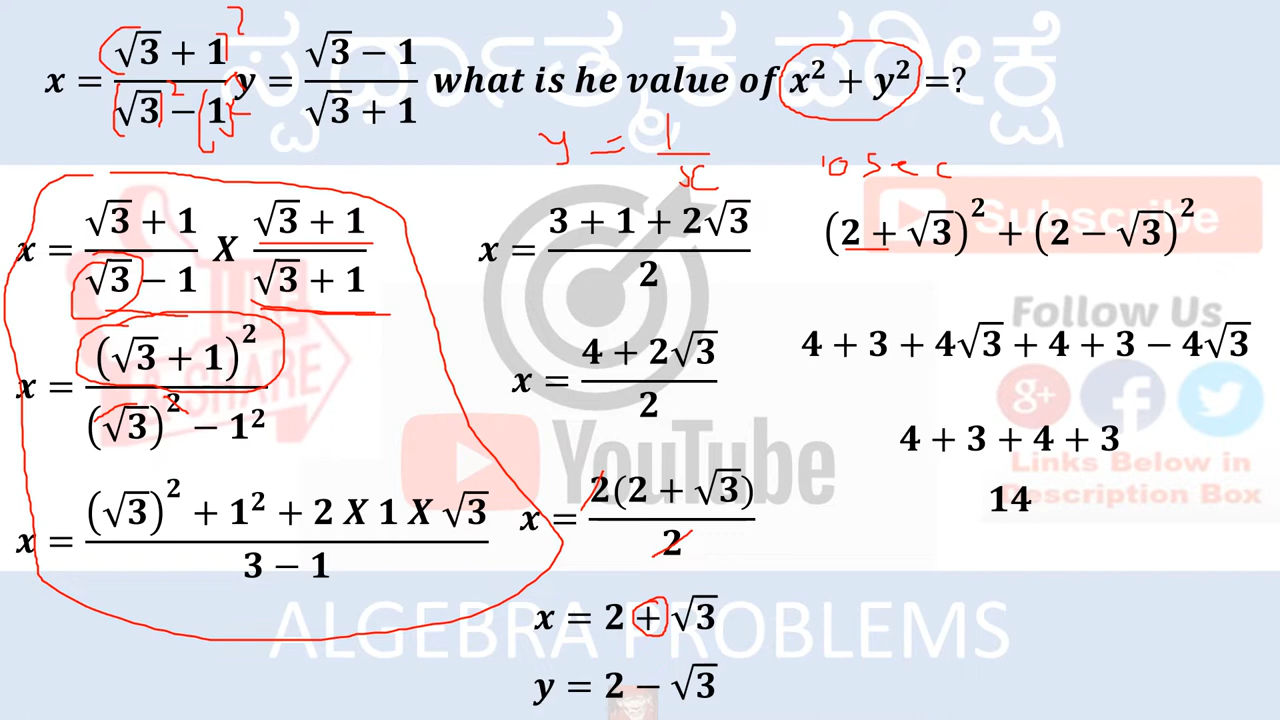 x = (√3 + 1)/(√3 − 1) y = (√3 − 1)/(√3 + 1) what is he value of x² + y² =?
y = 1/x
10 sec
x = (√3 + 1)/(√3 − 1) X (√3 + 1)/(√3 + 1)
x = (√3 + 1)²/((√3)² − 1²)
x = ((√3)² + 1² + 2 X 1 X √3)/(3 − 1)
x = (3 + 1 + 2√3)/2
x = (4 + 2√3)/2
x = 2(2 + √3)/2
x = 2 + √3
y = 2 − √3
(2 + √3)² + (2 − √3)²
4 + 3 + 4√3 + 4 + 3 − 4√3
4 + 3 + 4 + 3
14
Subscribe
Follow Us
Links Below in
Description Box
SHARE
YouTube
ALGEBRA PROBLEMS